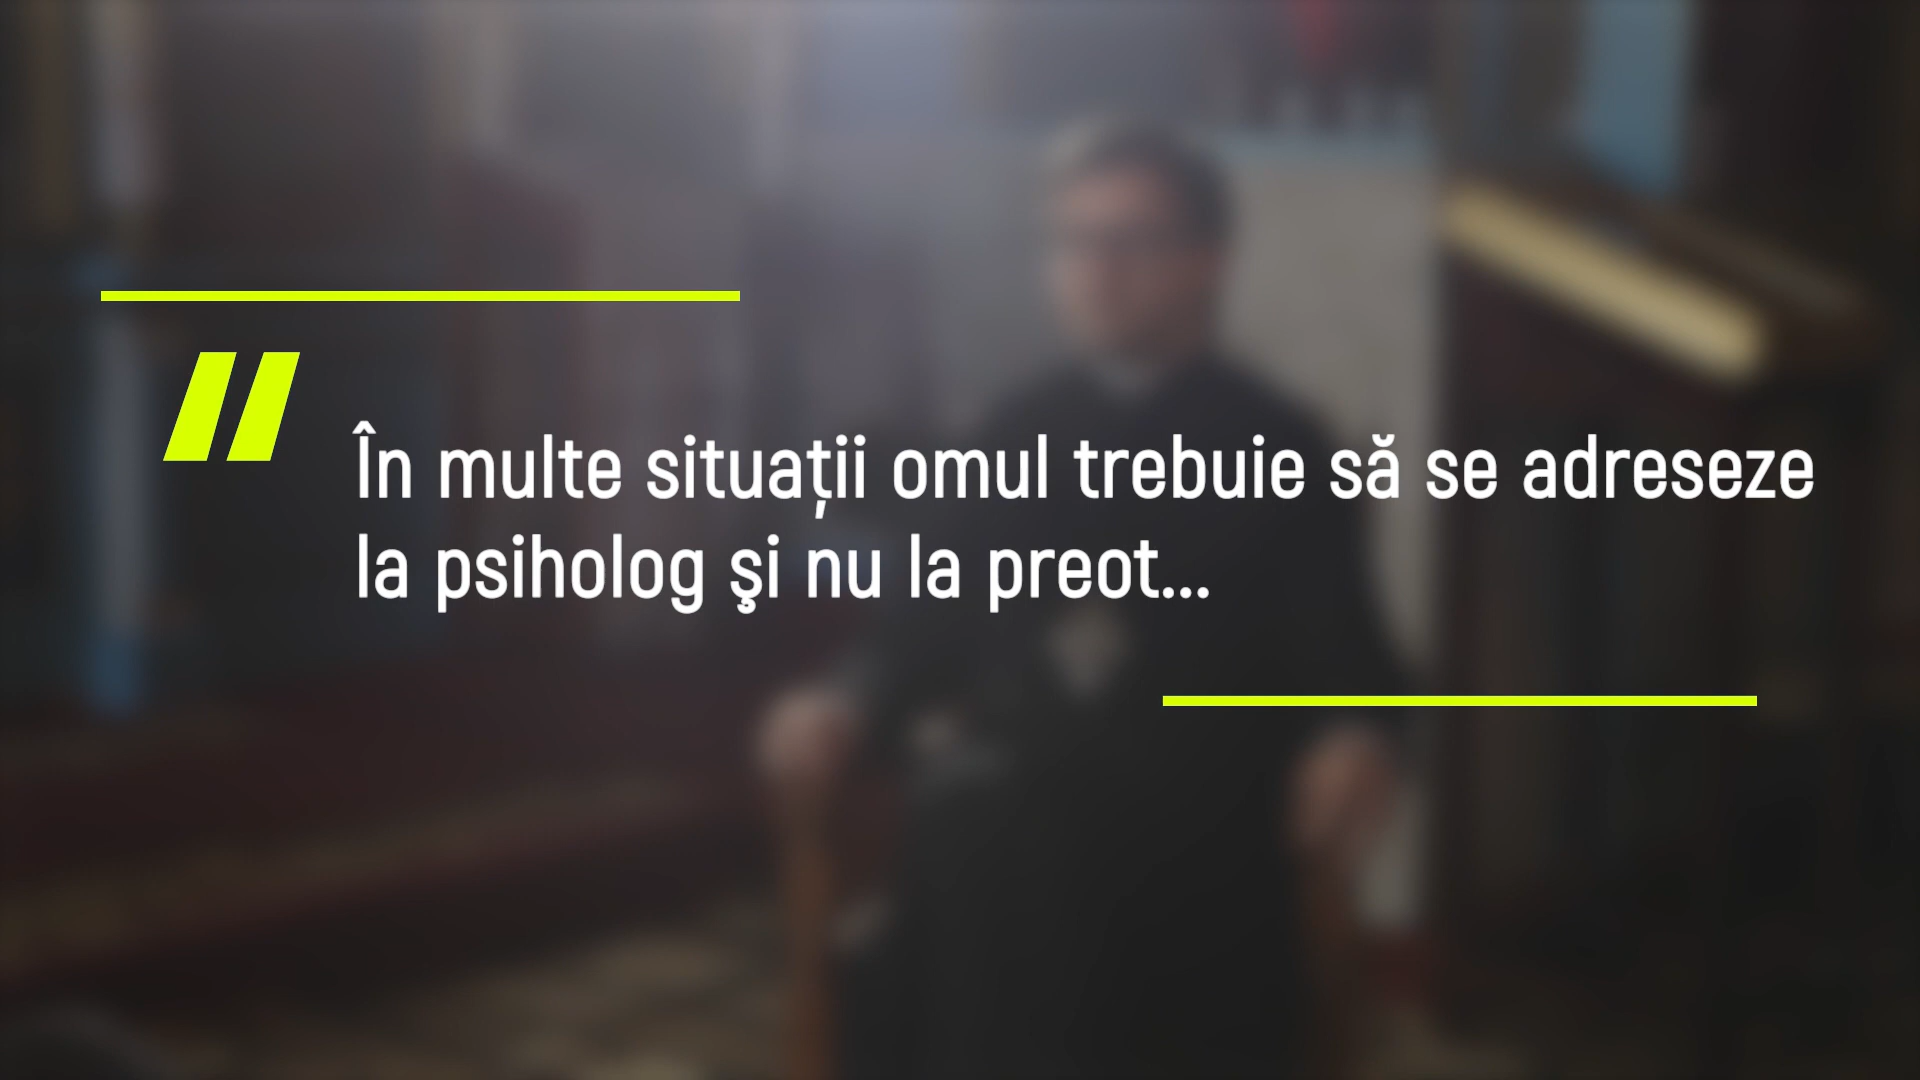 În multe situații omul trebuie să se adreseze
la psiholog şi nu la preot...